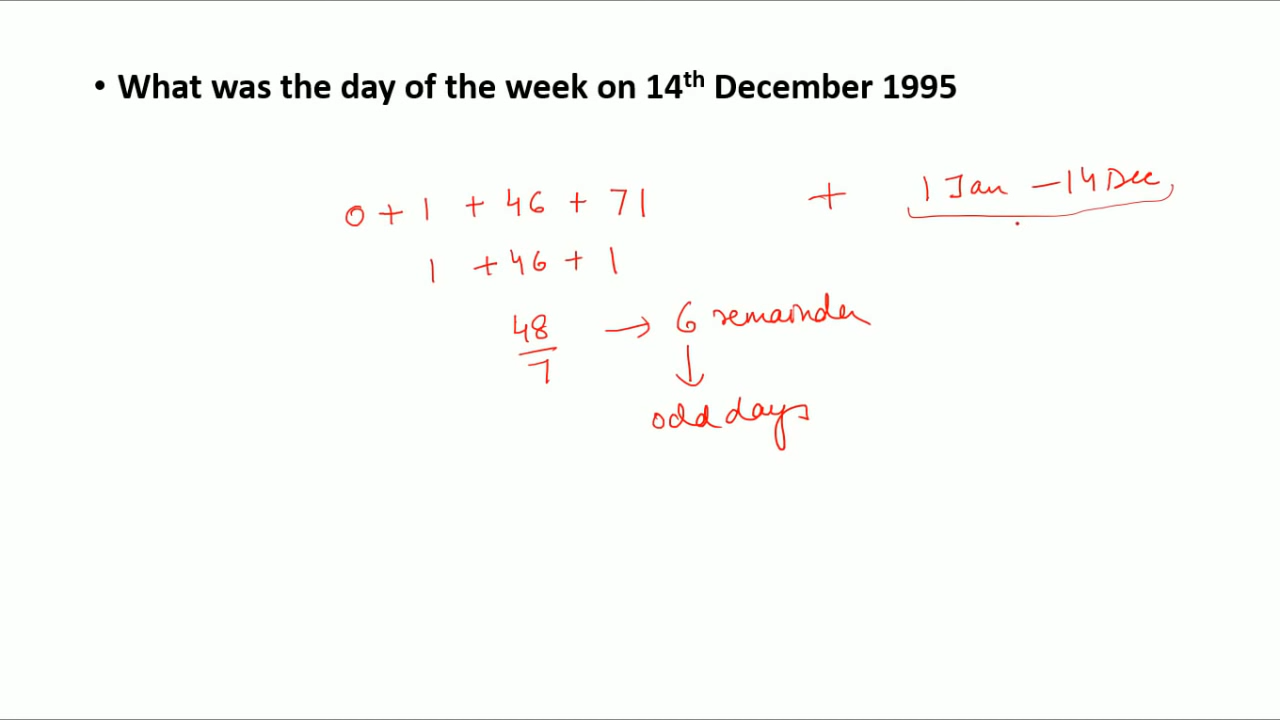 • What was the day of the week on 14th December 1995
0 + 1 + 46 + 71 + 1 Jan – 14 Dec
1 + 46 + 1
48/7 → 6 remainder
↓
odd days